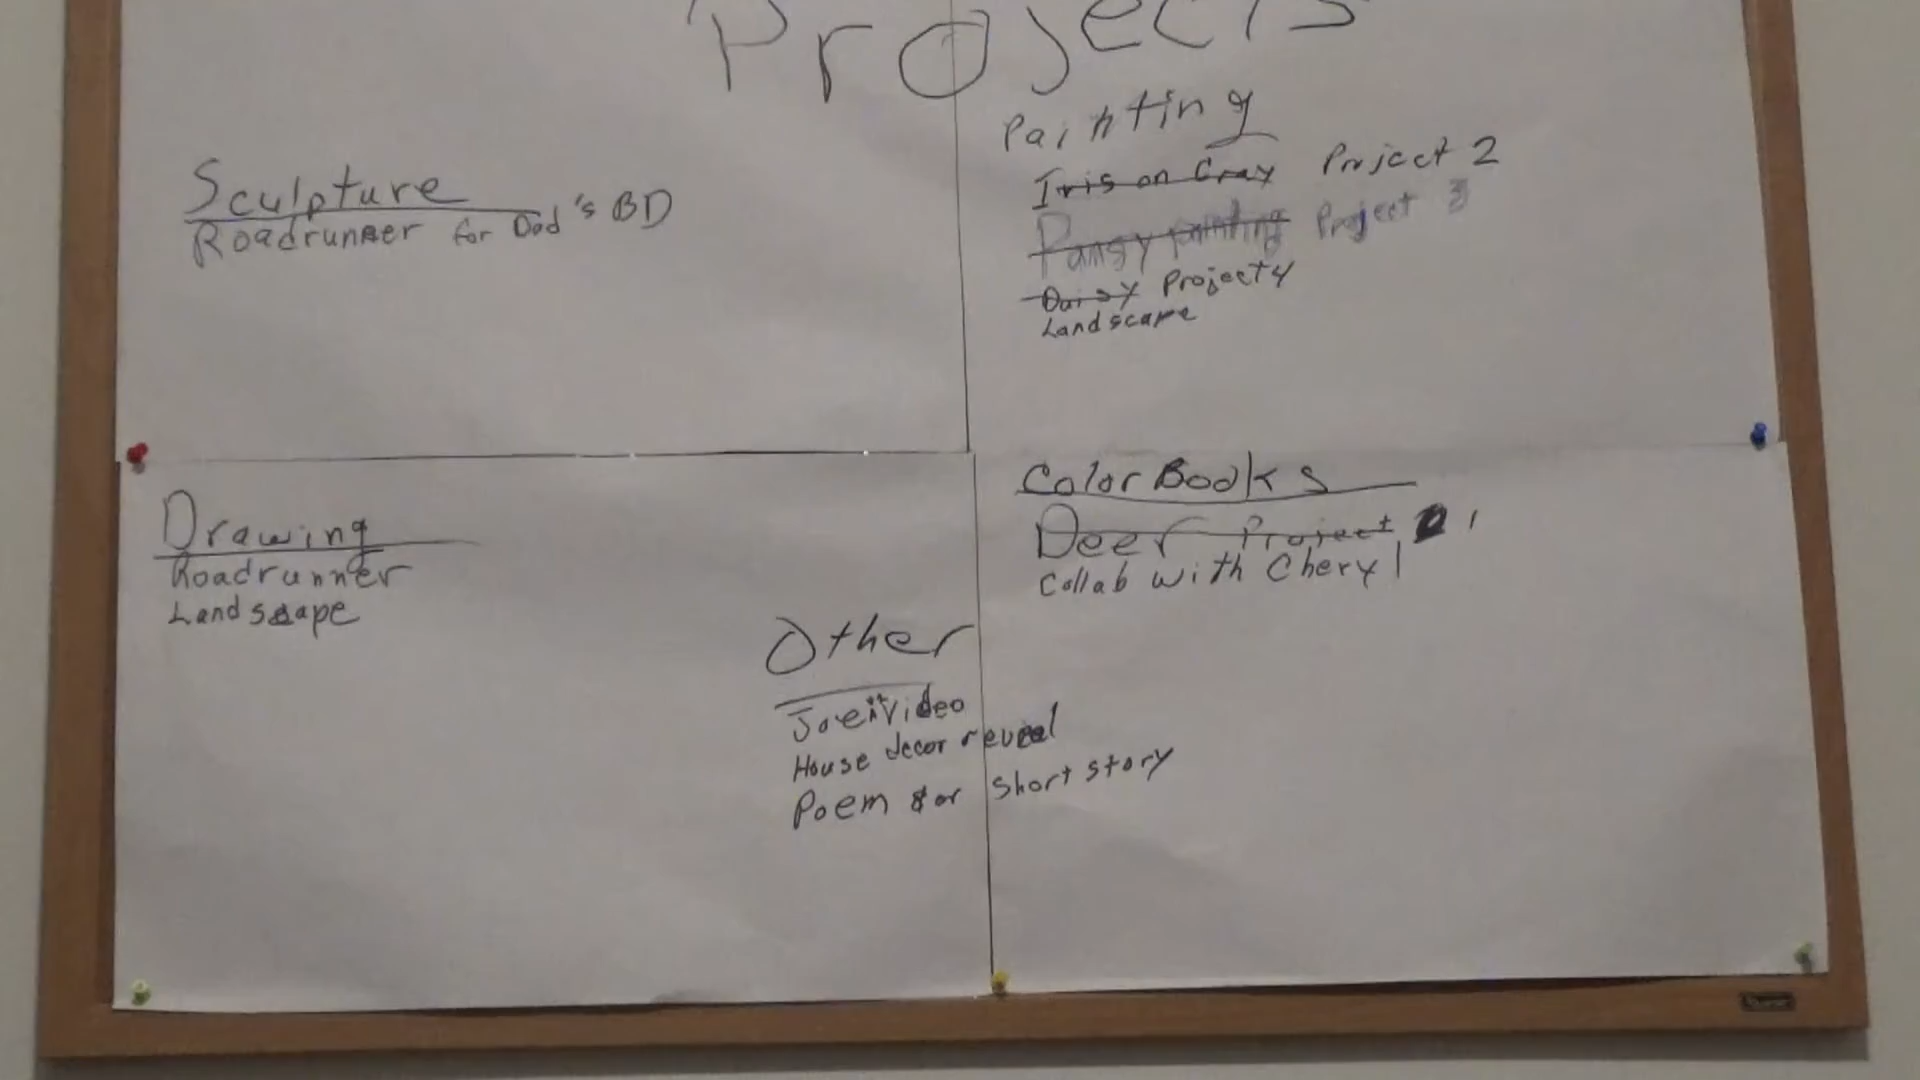 Projects
Sculpture
Roadrunner for Dad's BD
Painting
Iris on Gray Project 2
Pansy painting Project 3
Daisy Project 4
Landscape
Drawing
Roadrunner
Landscape
Color Books
Deer Project 1
Collab with Cheryl
Other
Video
House decor reveal
Poem & or short story